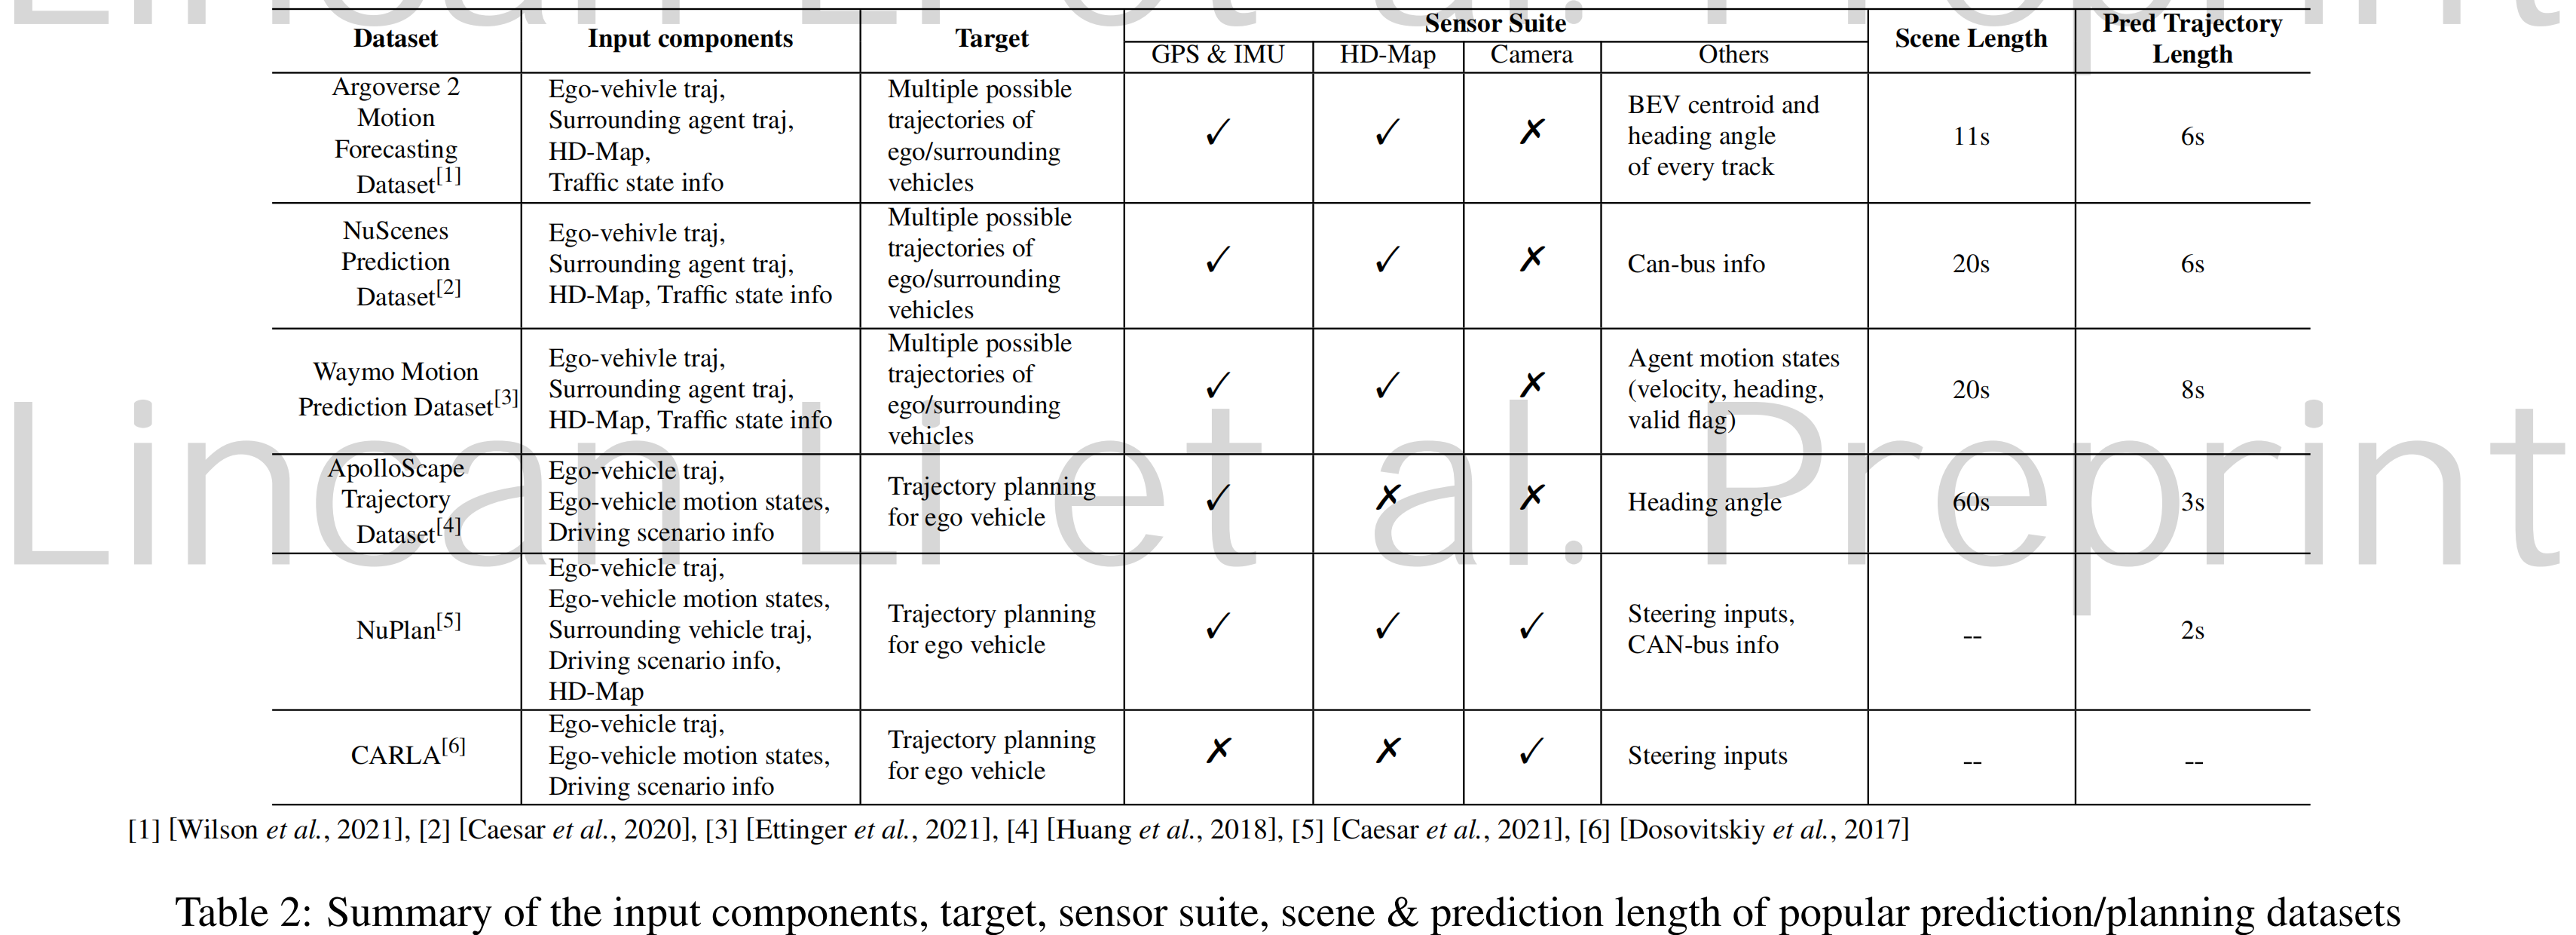 Lincan Li et al. Preprint
Dataset Input components Target Sensor Suite Scene Length Pred Trajectory Length
GPS & IMU HD-Map Camera Others
Argoverse 2
Motion
Forecasting
Dataset[1]
Ego-vehivle traj,
Surrounding agent traj,
HD-Map,
Traffic state info
Multiple possible
trajectories of
ego/surrounding
vehicles
✓ ✓ ✗
BEV centroid and
heading angle
of every track
11s
6s
NuScenes
Prediction
Dataset[2]
Ego-vehivle traj,
Surrounding agent traj,
HD-Map, Traffic state info
Multiple possible
trajectories of
ego/surrounding
vehicles
✓ ✓ ✗
Can-bus info
20s
6s
Waymo Motion
Prediction Dataset[3]
Ego-vehivle traj,
Surrounding agent traj,
HD-Map, Traffic state info
Multiple possible
trajectories of
ego/surrounding
vehicles
✓ ✓ ✗
Agent motion states
(velocity, heading,
valid flag)
20s
8s
ApolloScape
Trajectory
Dataset[4]
Ego-vehicle traj,
Ego-vehicle motion states,
Driving scenario info
Trajectory planning
for ego vehicle
✓ ✗ ✗
Heading angle
60s
3s
NuPlan[5]
Ego-vehicle traj,
Ego-vehicle motion states,
Surrounding vehicle traj,
Driving scenario info,
HD-Map
Trajectory planning
for ego vehicle
✓ ✓ ✓
Steering inputs,
CAN-bus info
--
2s
CARLA[6]
Ego-vehicle traj,
Ego-vehicle motion states,
Driving scenario info
Trajectory planning
for ego vehicle
✗ ✗ ✓
Steering inputs
--
--
Lincan Li et al. Preprint
[1] [Wilson et al., 2021], [2] [Caesar et al., 2020], [3] [Ettinger et al., 2021], [4] [Huang et al., 2018], [5] [Caesar et al., 2021], [6] [Dosovitskiy et al., 2017]
Table 2: Summary of the input components, target, sensor suite, scene & prediction length of popular prediction/planning datasets